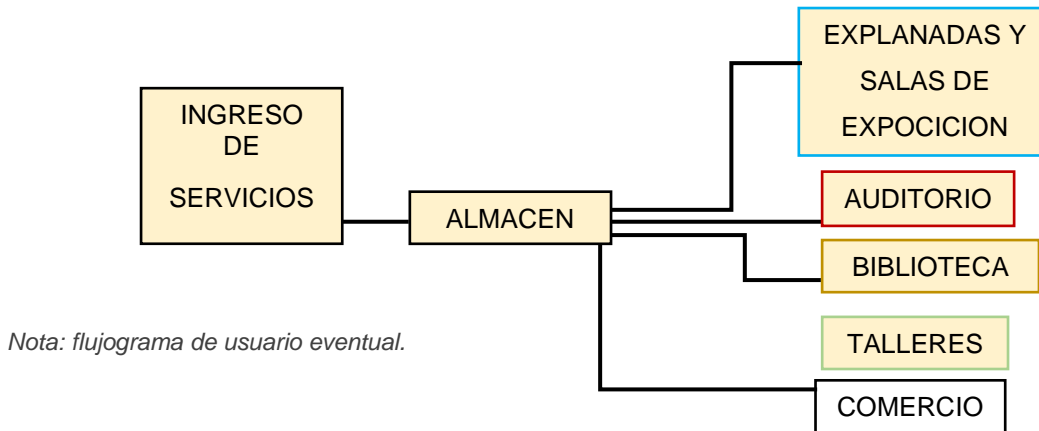 EXPLANADAS Y
SALAS DE
EXPOCICION
INGRESO
DE
SERVICIOS
ALMACEN
AUDITORIO
BIBLIOTECA
TALLERES
COMERCIO
Nota: flujograma de usuario eventual.